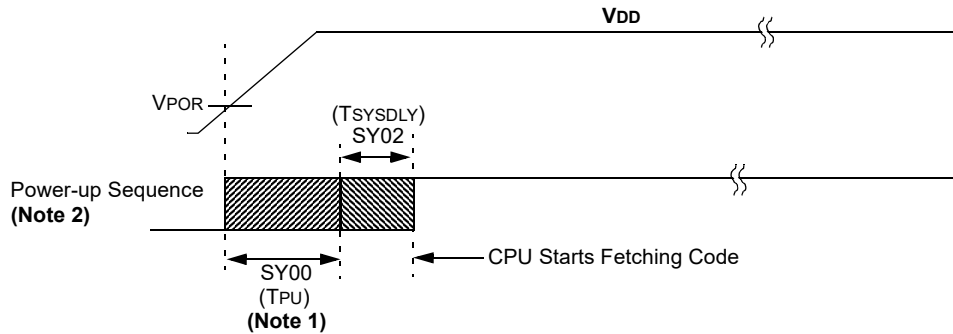 VDD
VPOR
(TSYSDLY)
SY02
Power-up Sequence
(Note 2)
CPU Starts Fetching Code
SY00
(TPU)
(Note 1)